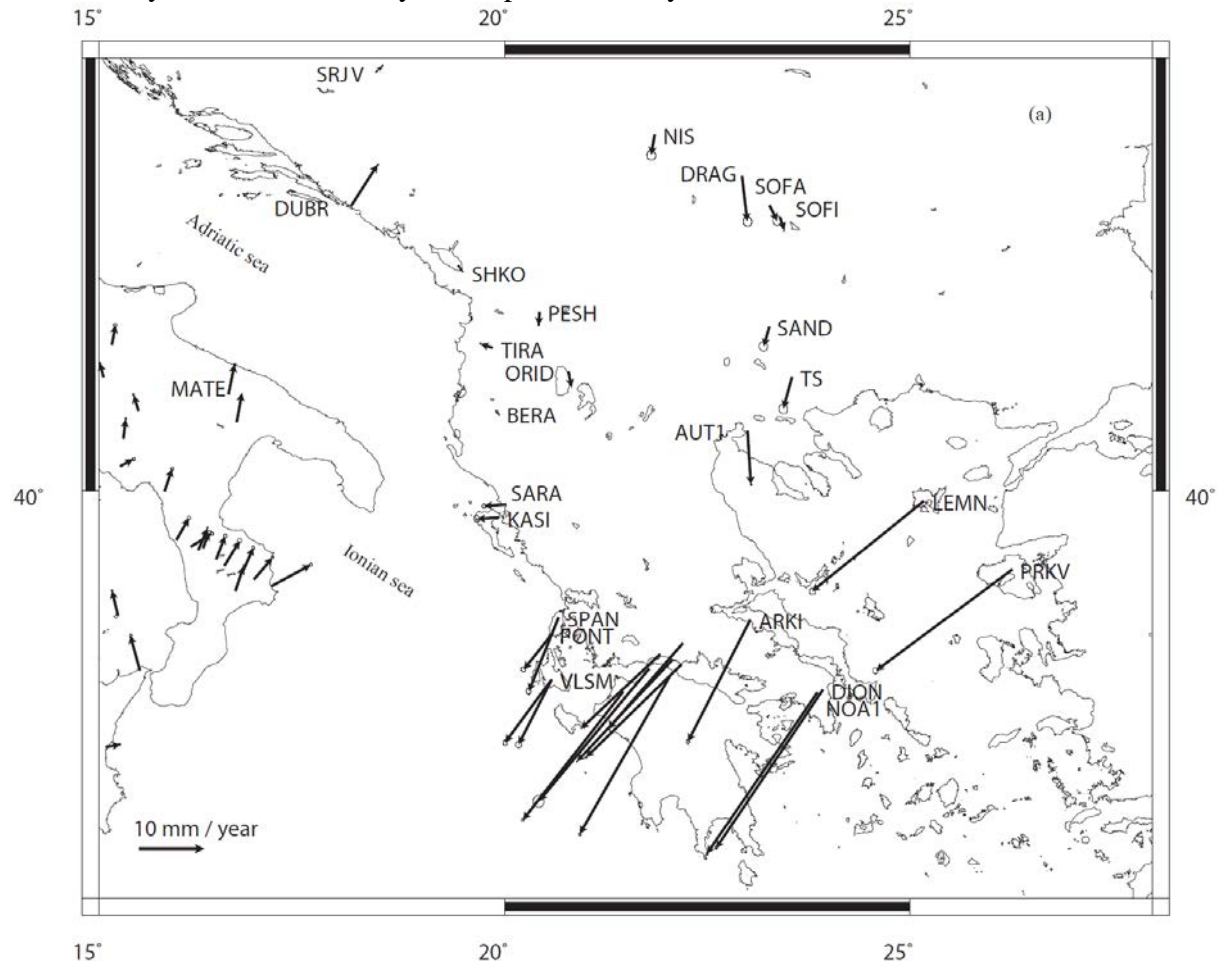 15° 20° 25°
SRJV
(a)
NIS
DRAG
SOFA
SOFI
DUBR
Adriatic sea
SHKO
PESH
SAND
TIRA
ORID
TS
MATE
BERA
AUT1
40° 40°
SARA
LEMN
KASI
Ionian sea
PRKV
SPAN
ARKI
PONT
VLSM
DION
NOA1
10 mm / year
15° 20° 25°